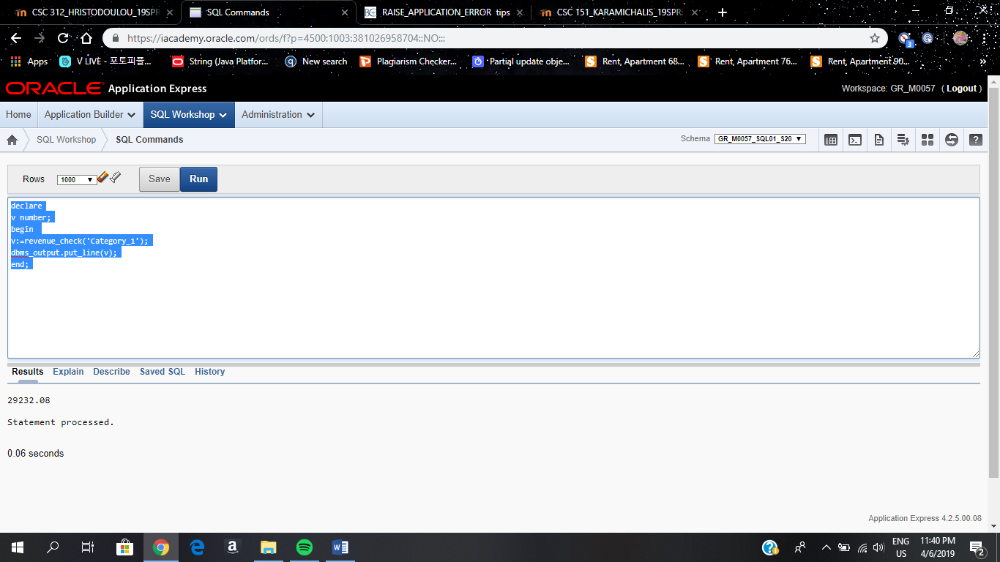 CSC 312_HRISTODOULOU_19SPR
SQL Commands
RAISE_APPLICATION_ERROR tips
CSC 151_KARAMICHALIS_19SPR
https://iacademy.oracle.com/ords/f?p=4500:1003:381026958704::NO:::
3
Apps
V LIVE - 포토피플...
String (Java Platfor...
New search
Plagiarism Checker...
Partial update obje...
Rent, Apartment 68...
Rent, Apartment 76...
Rent, Apartment 90...
ORACLE Application Express
Workspace: GR_M0057 ( Logout )
Home
Application Builder
SQL Workshop
Administration
SQL Workshop
SQL Commands
Schema
GR_M0057_SQL01_S20
Rows
1000
Save
Run
declare
v number;
begin
v:=revenue_check('Category_1');
dbms_output.put_line(v);
end;
Results
Explain
Describe
Saved SQL
History
29232.08
Statement processed.
0.06 seconds
Application Express 4.2.5.00.08
ENG
US
11:40 PM
4/6/2019
2